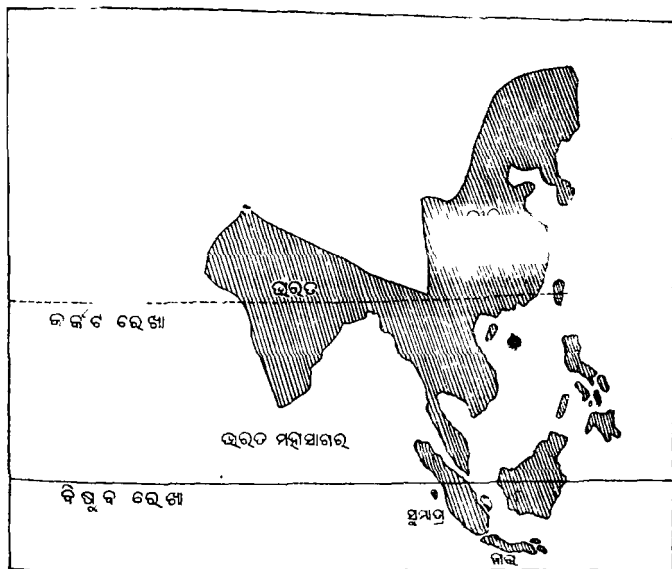 ଭାରତ
କର୍କଟ ରେଖା
ଭାରତ ମହାସାଗର
ବିଷୁବ ରେଖା
ସୁମାତ୍ରା